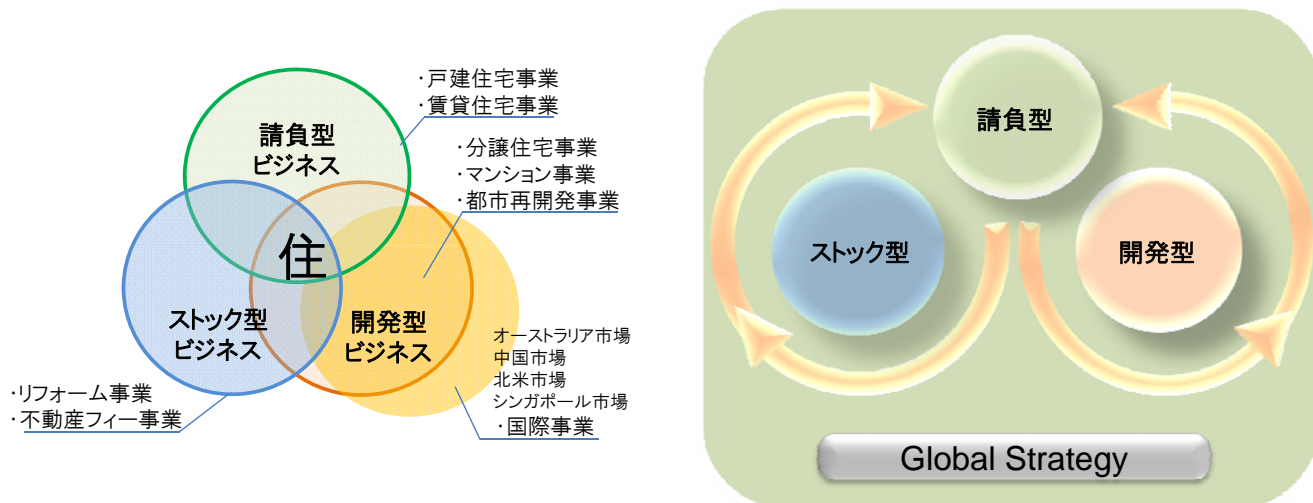 ・戸建住宅事業
・賃貸住宅事業
請負型
ビジネス
・分譲住宅事業
・マンション事業
・都市再開発事業
住
ストック型
ビジネス
開発型
ビジネス
オーストラリア市場
中国市場
北米市場
シンガポール市場
・国際事業
・リフォーム事業
・不動産フィー事業
請負型
ストック型
開発型
Global Strategy